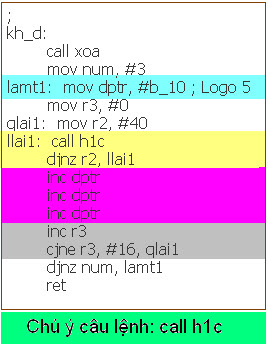 ;
kh_d:
call xoa
mov num, #3
lamt1: mov dptr, #b_10 ; Logo 5
mov r3, #0
qlai1: mov r2, #40
llai1: call h1c
djnz r2, llai1
inc dptr
inc dptr
inc dptr
inc r3
cjne r3, #16, qlai1
djnz num, lamt1
ret
Chú ý câu lệnh: call h1c